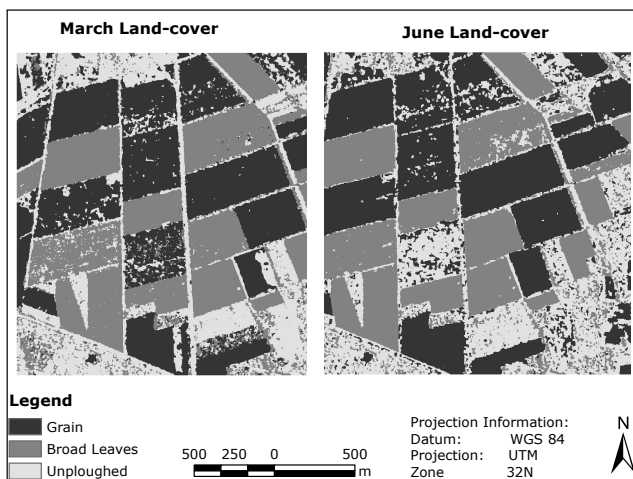 March Land-cover
June Land-cover
Legend
Grain
Broad Leaves
Unploughed
500 250 0 500
m
Projection Information:
Datum: WGS 84
Projection: UTM
Zone 32N
N